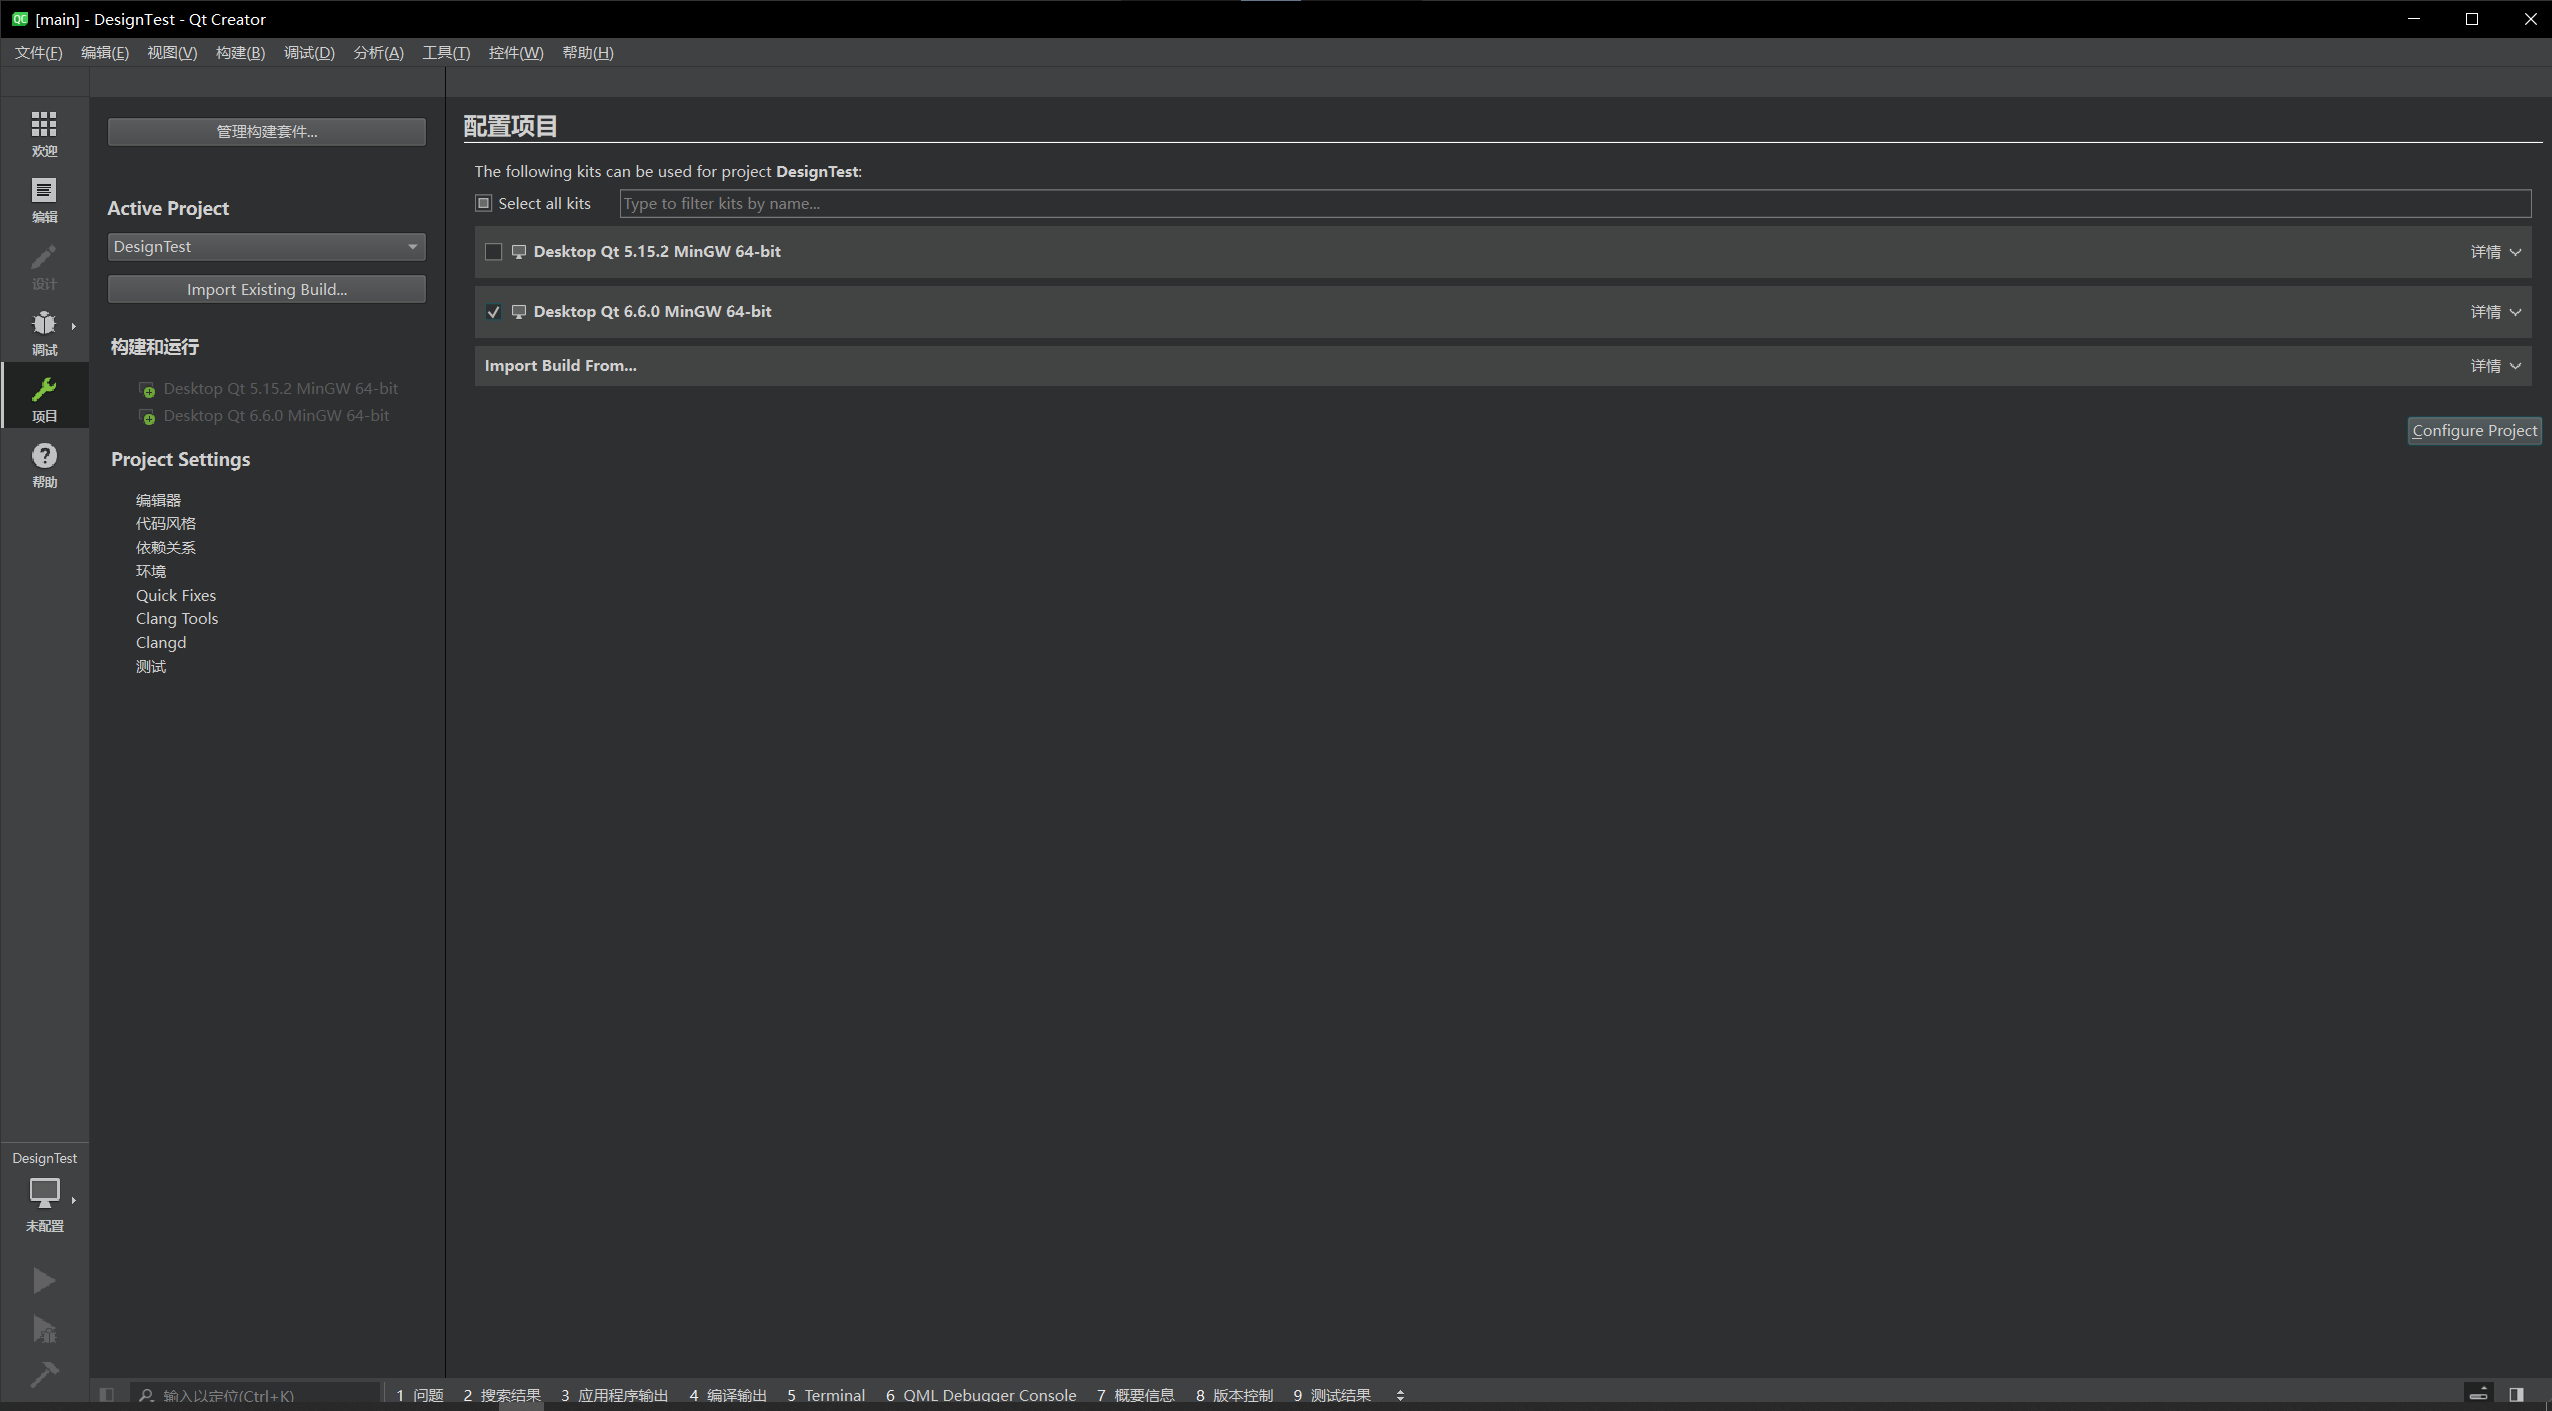 [main] - DesignTest - Qt Creator
文件(F) 编辑(E) 视图(V) 构建(B) 调试(D) 分析(A) 工具(T) 控件(W) 帮助(H)
欢迎
编辑
设计
调试
项目
帮助
管理构建套件...
Active Project
DesignTest
Import Existing Build...
构建和运行
Desktop Qt 5.15.2 MinGW 64-bit
Desktop Qt 6.6.0 MinGW 64-bit
Project Settings
编辑器
代码风格
依赖关系
环境
Quick Fixes
Clang Tools
Clangd
测试
配置项目
The following kits can be used for project DesignTest:
Select all kits Type to filter kits by name...
Desktop Qt 5.15.2 MinGW 64-bit 详情
Desktop Qt 6.6.0 MinGW 64-bit 详情
Import Build From... 详情
Configure Project
DesignTest
未配置
输入以定位(Ctrl+K) 1 问题 2 搜索结果 3 应用程序输出 4 编译输出 5 Terminal 6 QML Debugger Console 7 概要信息 8 版本控制 9 测试结果